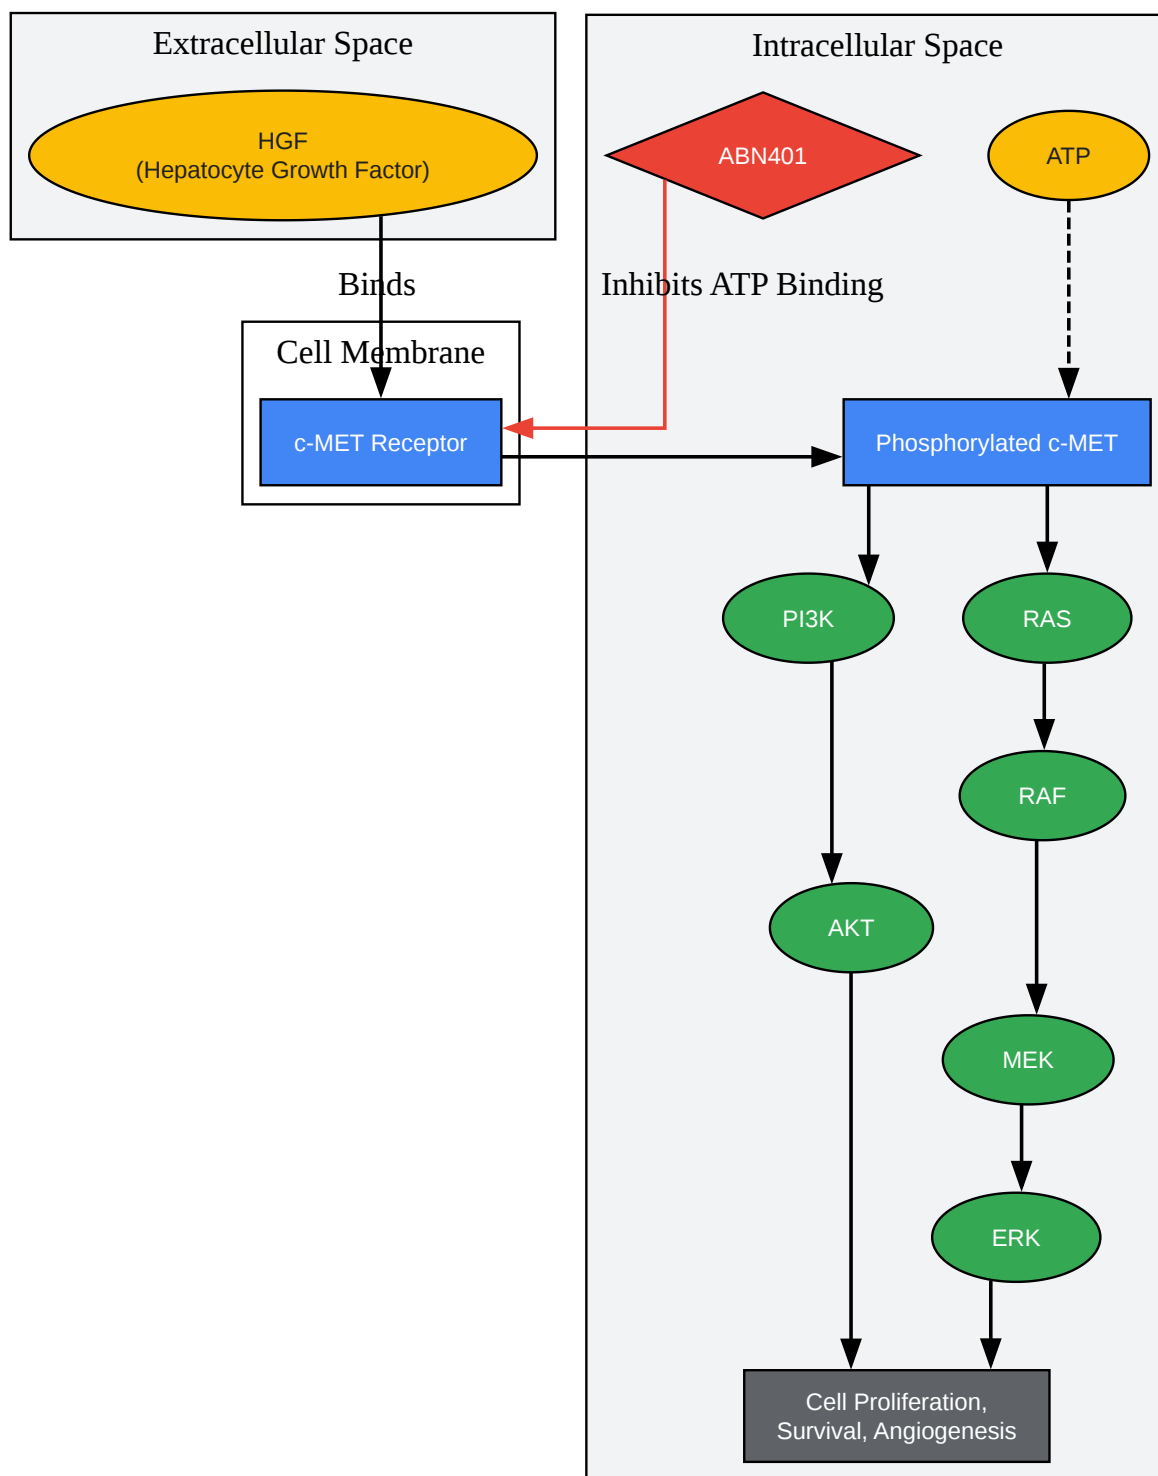 Extracellular Space
Intracellular Space
HGF
(Hepatocyte Growth Factor)
ABN401
ATP
Binds
Inhibits ATP Binding
Cell Membrane
c-MET Receptor
Phosphorylated c-MET
PI3K
RAS
RAF
AKT
MEK
ERK
Cell Proliferation,
Survival, Angiogenesis